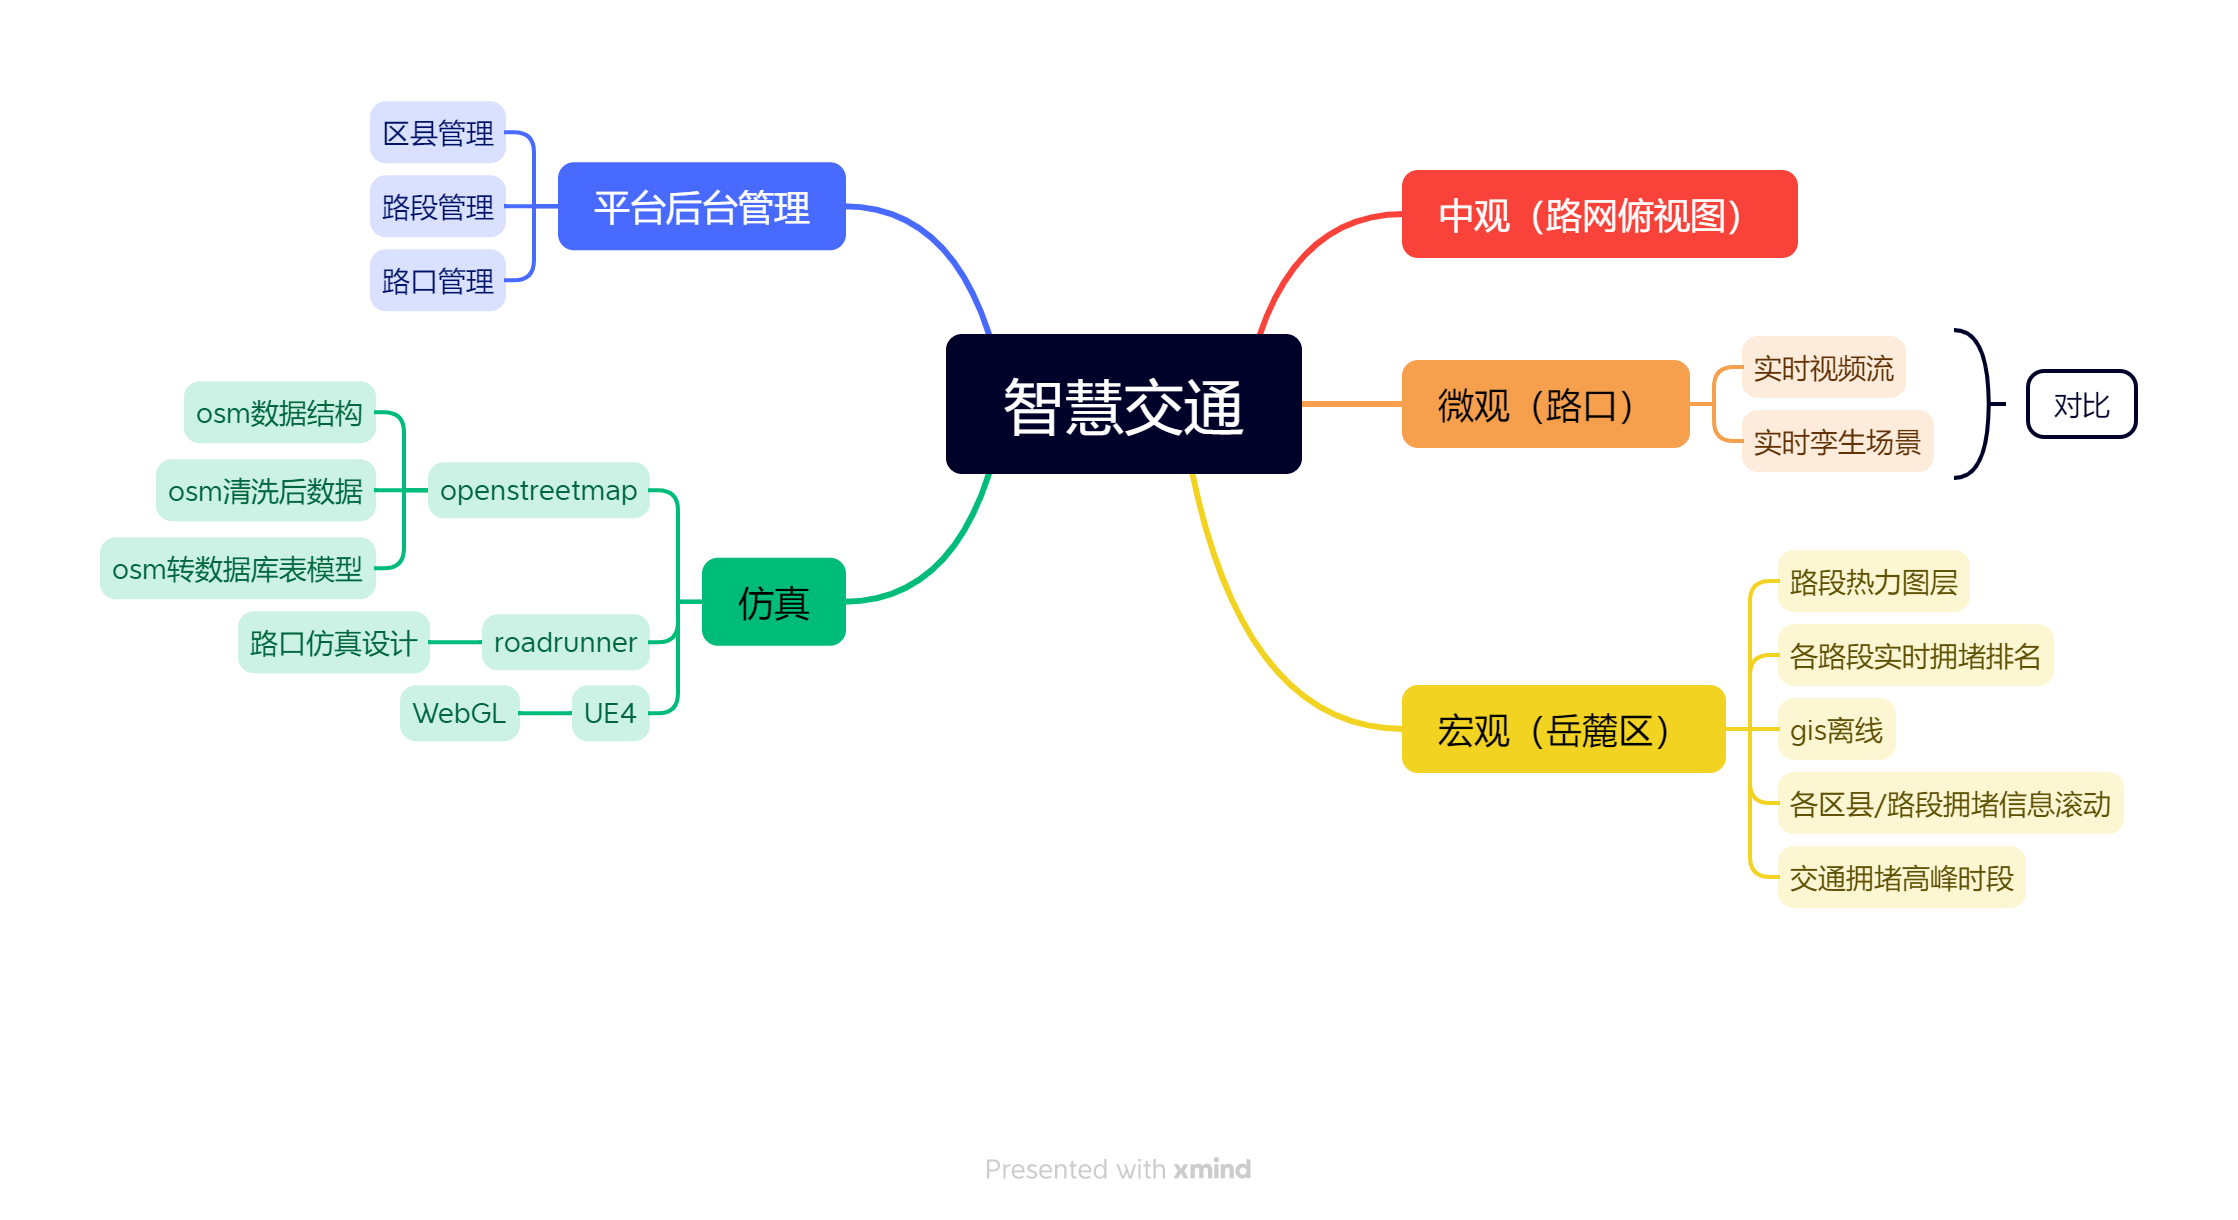 智慧交通
中观（路网俯视图）
微观（路口）
实时视频流
实时孪生场景
对比
宏观（岳麓区）
路段热力图层
各路段实时拥堵排名
gis离线
各区县/路段拥堵信息滚动
交通拥堵高峰时段
平台后台管理
区县管理
路段管理
路口管理
仿真
openstreetmap
osm数据结构
osm清洗后数据
osm转数据库表模型
roadrunner
路口仿真设计
UE4
WebGL
Presented with xmind